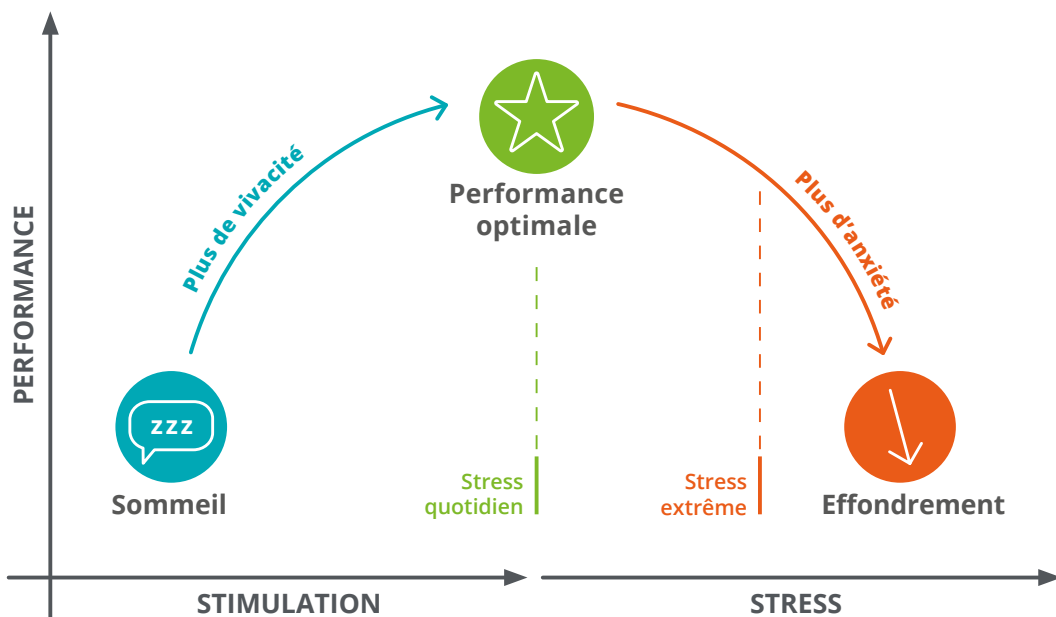 PERFORMANCE
Plus de vivacité
Performance
optimale
Plus d'anxiété
zzz
Sommeil
Stress
quotidien
Stress
extrême
Effondrement
STIMULATION
STRESS